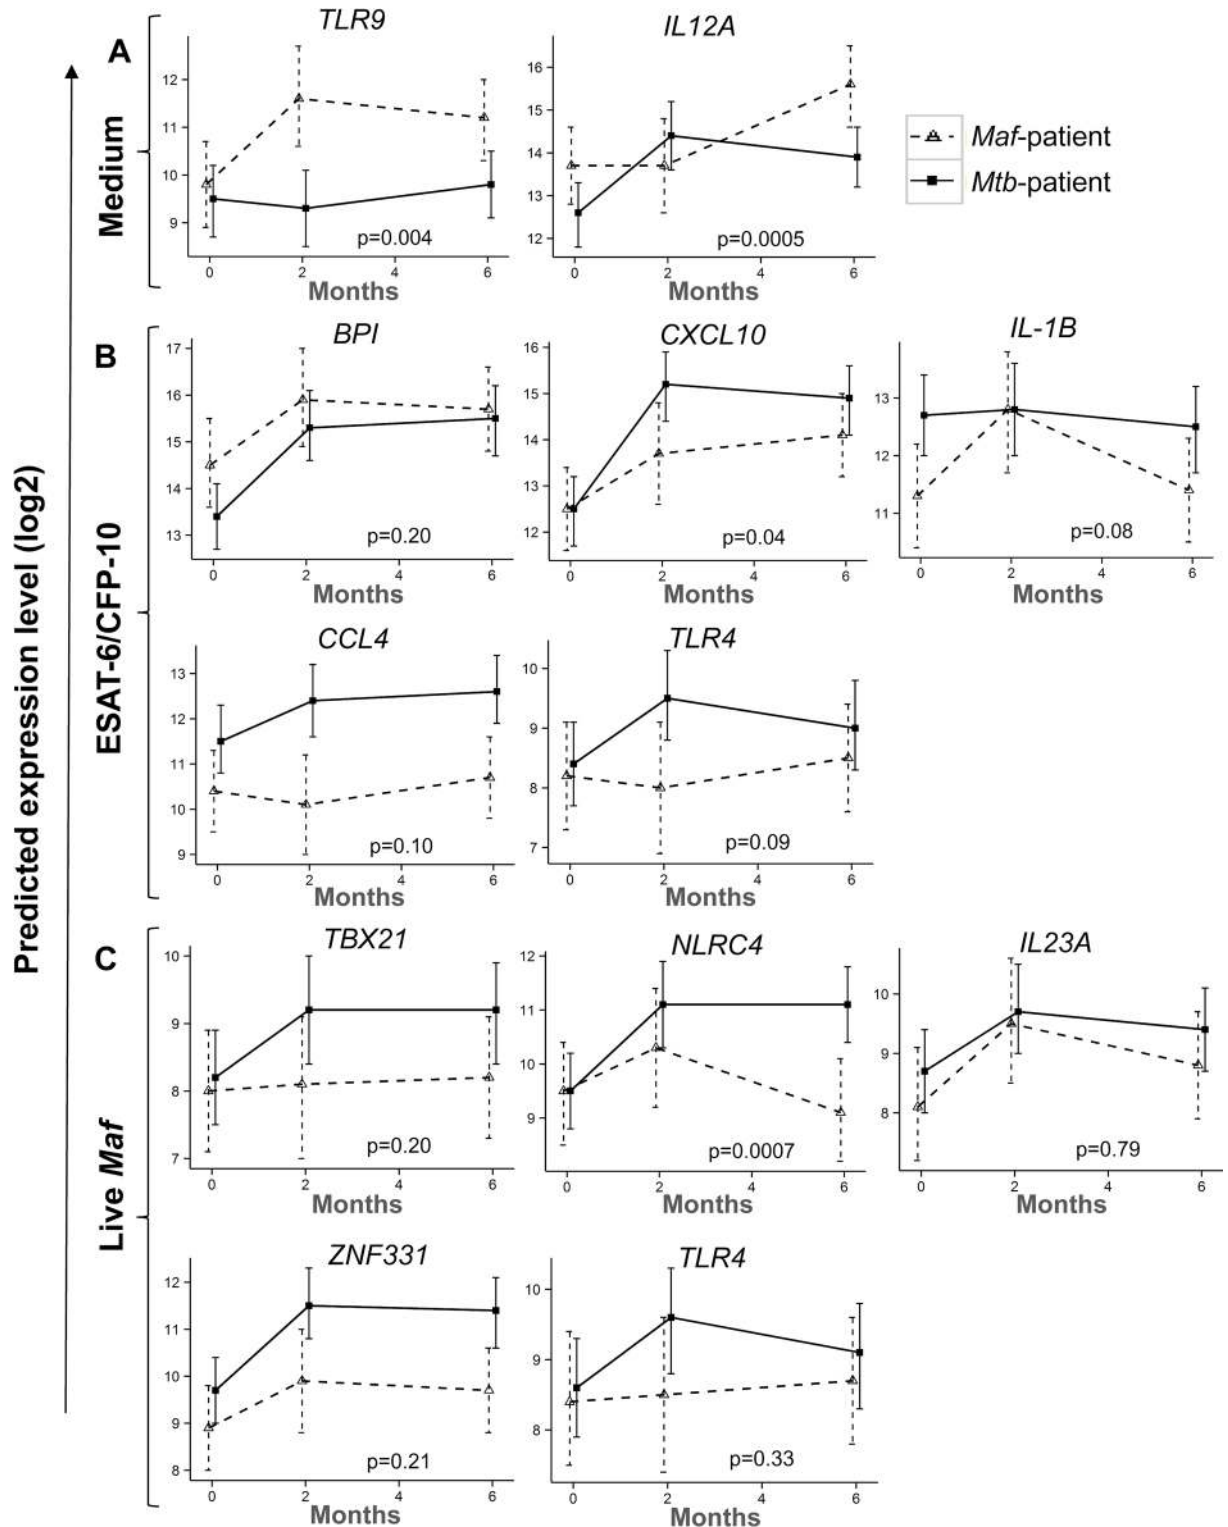 Predicted expression level (log2)
A
Medium
TLR9
12
11
10
9
p=0.004
0 2 4 6
Months
IL12A
16
15
14
13
12
p=0.0005
0 2 4 6
Months
Maf-patient
Mtb-patient
B
ESAT-6/CFP-10
BPI
17
16
15
14
13
p=0.20
0 2 4 6
Months
CXCL10
16
15
14
13
12
p=0.04
0 2 4 6
Months
IL-1B
13
12
11
p=0.08
0 2 4 6
Months
CCL4
13
12
11
10
9
p=0.10
0 2 4 6
Months
TLR4
10
9
8
7
p=0.09
0 2 4 6
Months
C
Live Maf
TBX21
10
9
8
7
p=0.20
0 2 4 6
Months
NLRC4
12
11
10
9
p=0.0007
0 2 4 6
Months
IL23A
10
9
8
p=0.79
0 2 4 6
Months
ZNF331
12
11
10
9
8
p=0.21
0 2 4 6
Months
TLR4
10
9
8
p=0.33
0 2 4 6
Months